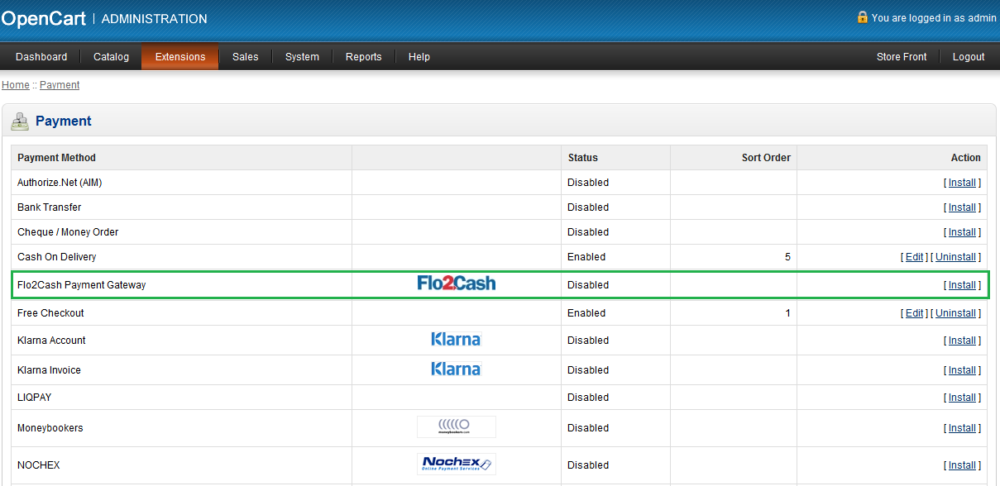 OpenCart | ADMINISTRATION You are logged in as admin
Dashboard Catalog Extensions Sales System Reports Help Store Front Logout
Home :: Payment
Payment
Payment Method Status Sort Order Action
Authorize.Net (AIM) Disabled [ Install ]
Bank Transfer Disabled [ Install ]
Cheque / Money Order Disabled [ Install ]
Cash On Delivery Enabled 5 [ Edit ] [ Uninstall ]
Flo2Cash Payment Gateway Flo2Cash Disabled [ Install ]
Free Checkout Enabled 1 [ Edit ] [ Uninstall ]
Klarna Account Klarna Disabled [ Install ]
Klarna Invoice Klarna Disabled [ Install ]
LIQPAY Disabled [ Install ]
Moneybookers moneybookers.com Disabled [ Install ]
NOCHEX Nochex Online Payment Services Disabled [ Install ]